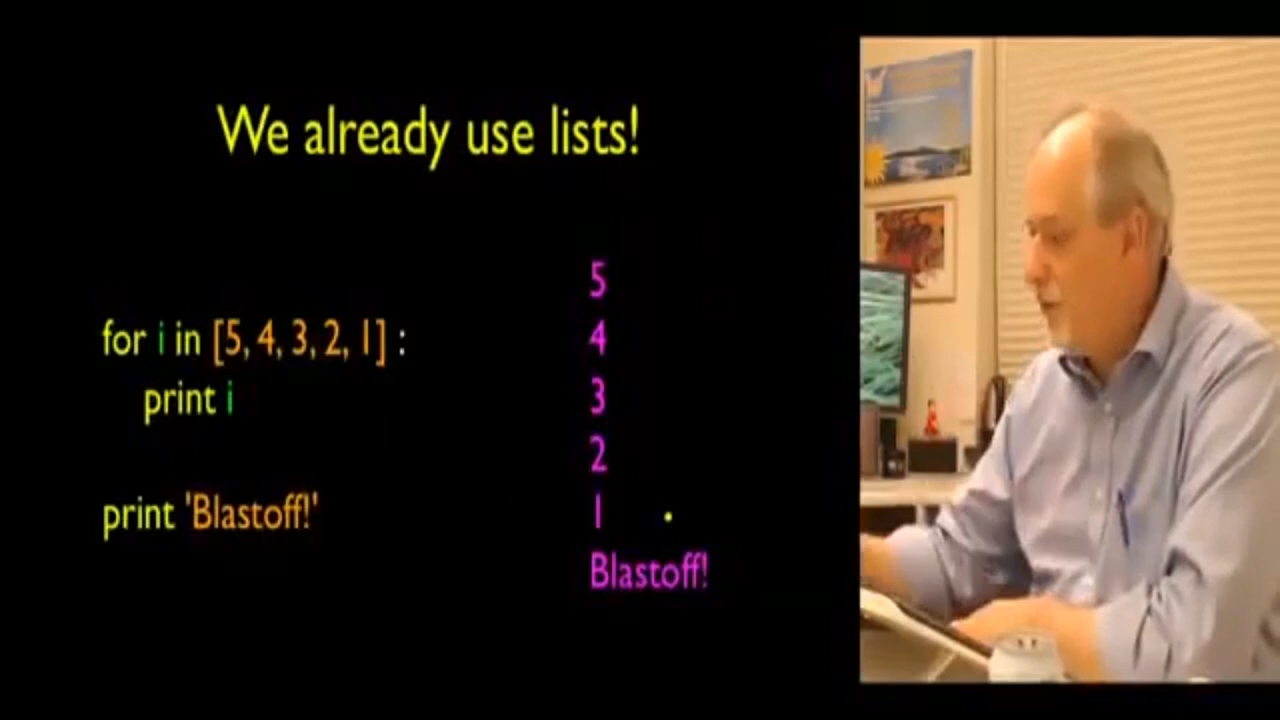 We already use lists!
for i in [5, 4, 3, 2, 1] :
print i
print 'Blastoff!'
5
4
3
2
1
Blastoff!